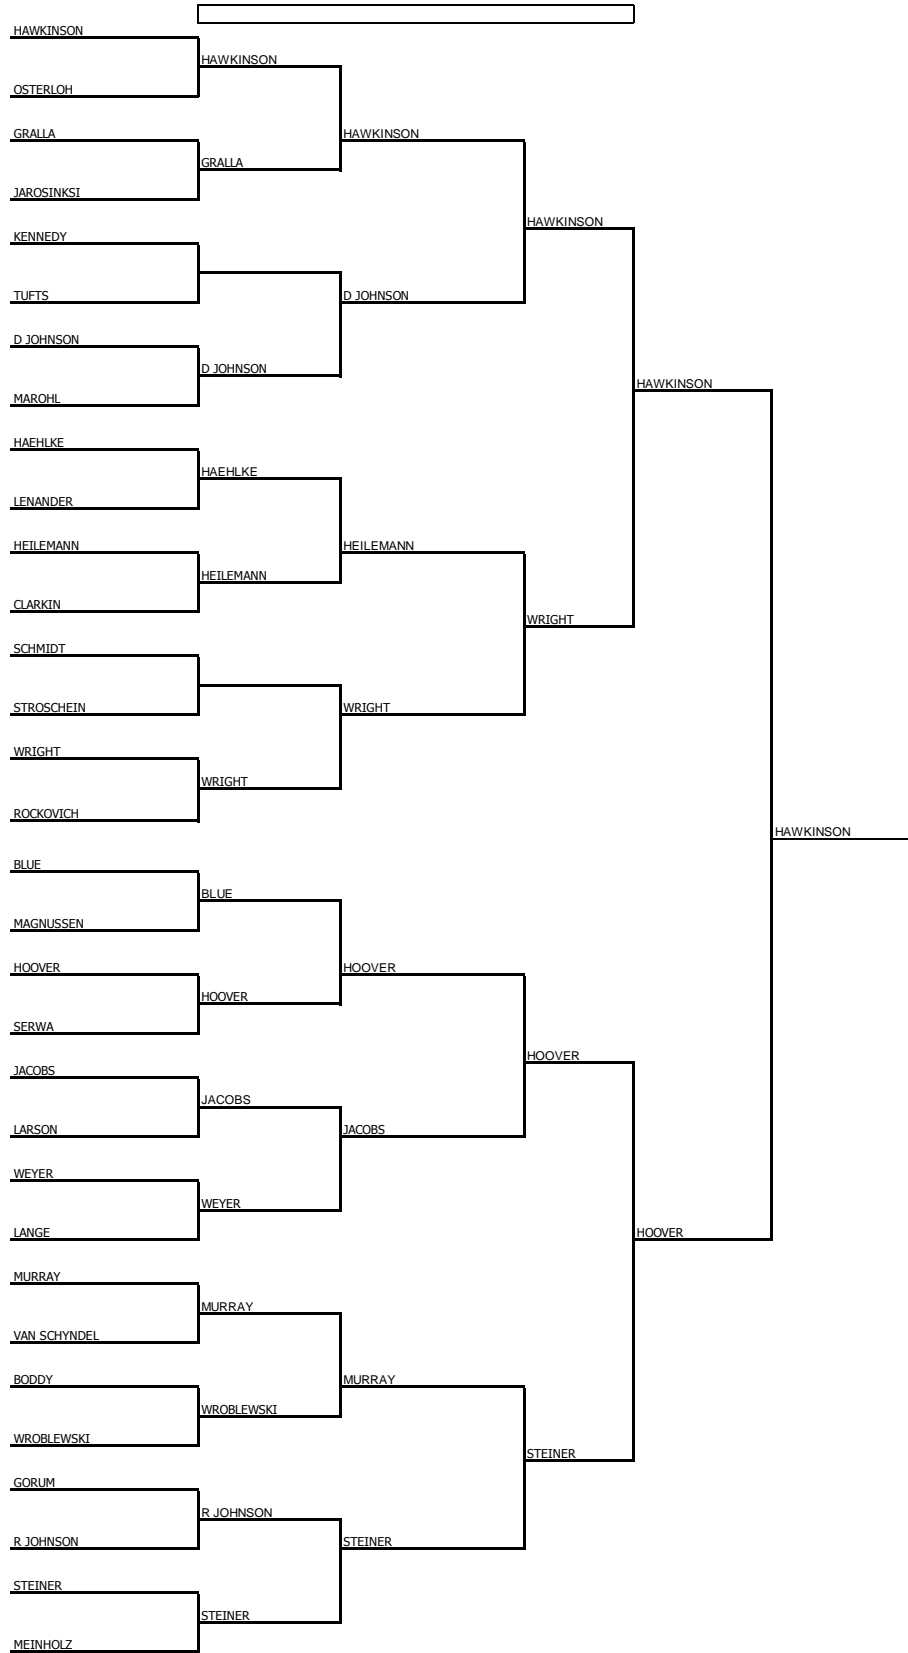 HAWKINSON
HAWKINSON
OSTERLOH
GRALLA
HAWKINSON
GRALLA
JAROSINKSI
HAWKINSON
KENNEDY
TUFTS
D JOHNSON
D JOHNSON
D JOHNSON
HAWKINSON
MAROHL
HAEHLKE
HAEHLKE
LENANDER
HEILEMANN
HEILEMANN
HEILEMANN
CLARKIN
WRIGHT
SCHMIDT
STROSCHEIN
WRIGHT
WRIGHT
WRIGHT
ROCKOVICH
HAWKINSON
BLUE
BLUE
MAGNUSSEN
HOOVER
HOOVER
HOOVER
SERWA
HOOVER
JACOBS
JACOBS
LARSON
JACOBS
WEYER
WEYER
LANGE
HOOVER
MURRAY
MURRAY
VAN SCHYNDEL
BODDY
MURRAY
WROBLEWSKI
WROBLEWSKI
STEINER
GORUM
R JOHNSON
R JOHNSON
STEINER
STEINER
STEINER
MEINHOLZ